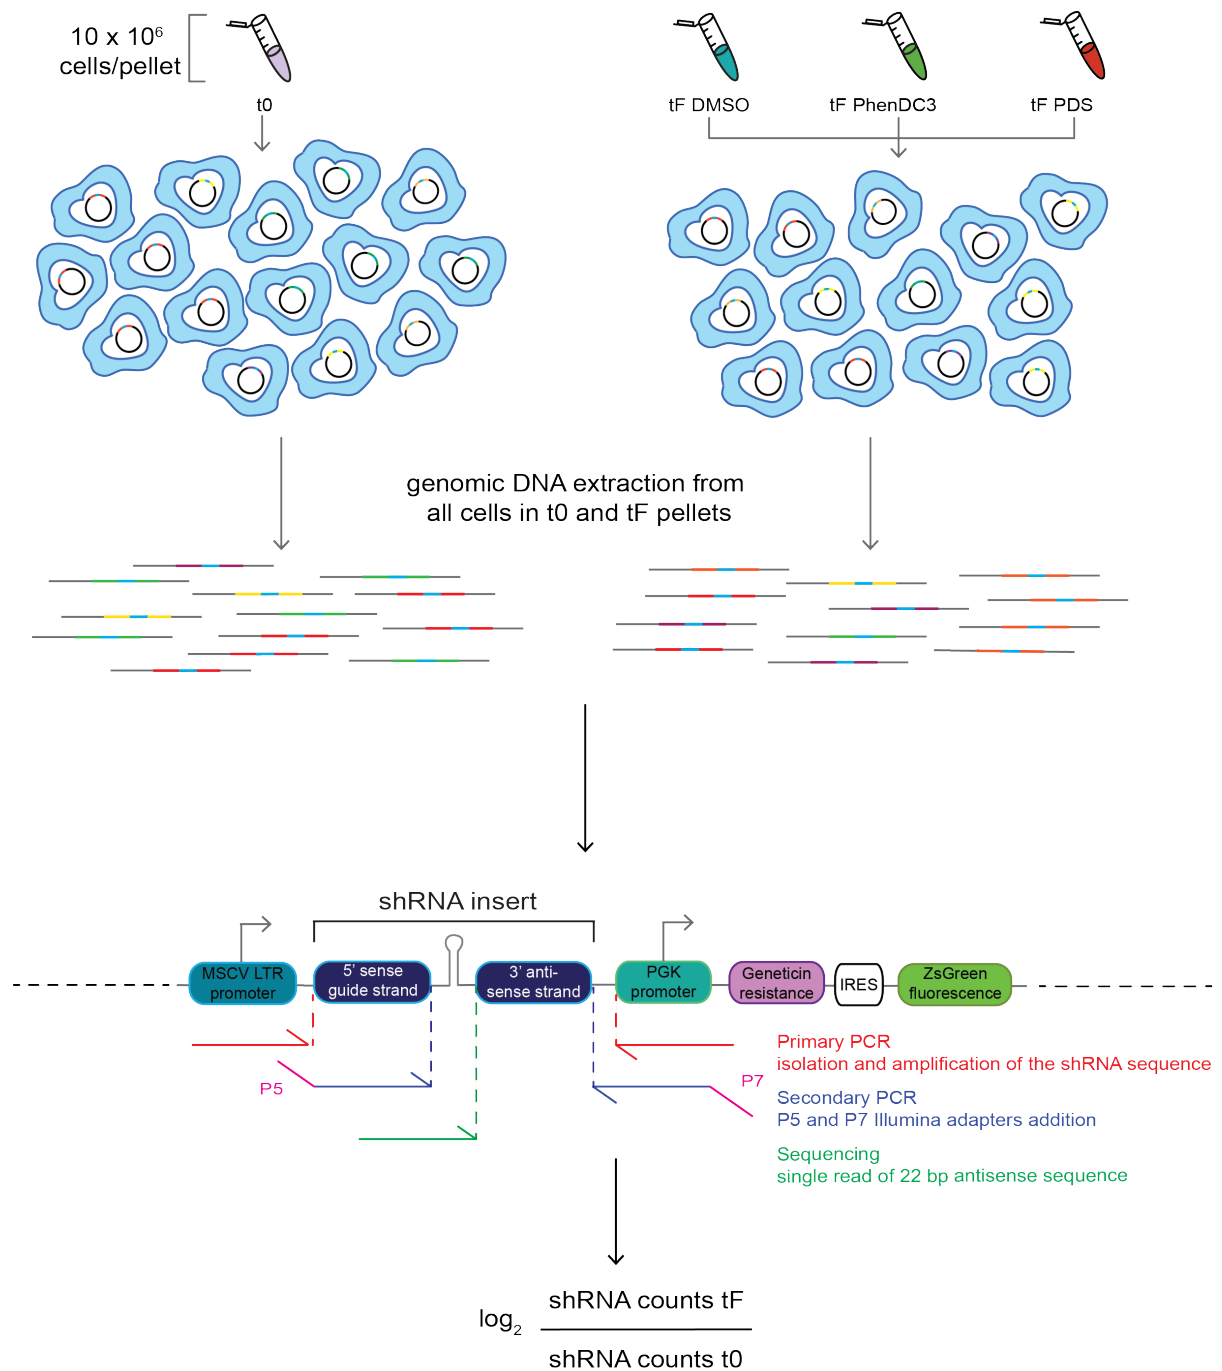 10 x 10⁶
cells/pellet
t0
tF DMSO
tF PhenDC3
tF PDS
genomic DNA extraction from
all cells in t0 and tF pellets
shRNA insert
MSCV LTR
promoter
5' sense
guide strand
3' anti-
sense strand
PGK
promoter
Geneticin
resistance
IRES
ZsGreen
fluorescence
Primary PCR
isolation and amplification of the shRNA sequence
P5
P7
Secondary PCR
P5 and P7 Illumina adapters addition
Sequencing
single read of 22 bp antisense sequence
log₂
shRNA counts tF
shRNA counts t0